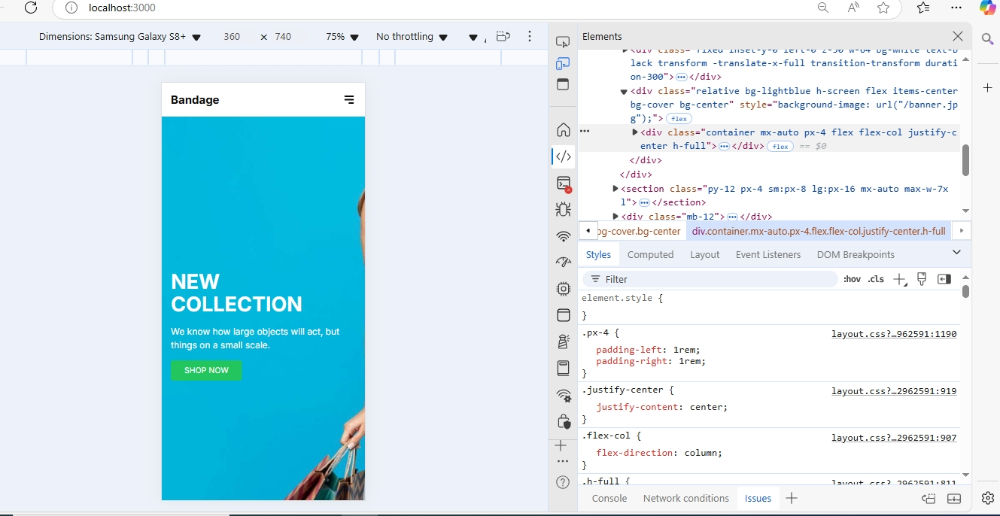 localhost:3000
Dimensions: Samsung Galaxy S8+ 360 × 740 75% No throttling
Bandage
NEW
COLLECTION
We know how large objects will act, but
things on a small scale.
SHOP NOW
Elements
<div class="fixed inset-y-0 left-0 z-50 w-64 bg-white text-b
lack transform -translate-x-full transition-transform durati
on-300">…</div>
<div class="relative bg-lightblue h-screen flex items-center
bg-cover bg-center" style="background-image: url("/banner.jp
g");"> flex
<div class="container mx-auto px-4 flex flex-col justify-c
enter h-full">…</div> flex == $0
</div>
</div>
<section class="py-12 px-4 sm:px-8 lg:px-16 mx-auto max-w-7x
l">…</section>
<div class="mb-12">…</div>
bg-cover.bg-center div.container.mx-auto.px-4.flex.flex-col.justify-center.h-full
Styles Computed Layout Event Listeners DOM Breakpoints
Filter :hov .cls
element.style {
}
.px-4 { layout.css?…962591:1190
padding-left: 1rem;
padding-right: 1rem;
}
.justify-center { layout.css?…2962591:919
justify-content: center;
}
.flex-col { layout.css?…2962591:907
flex-direction: column;
}
.h-full { layout.css?…2962591:811
Console Network conditions Issues